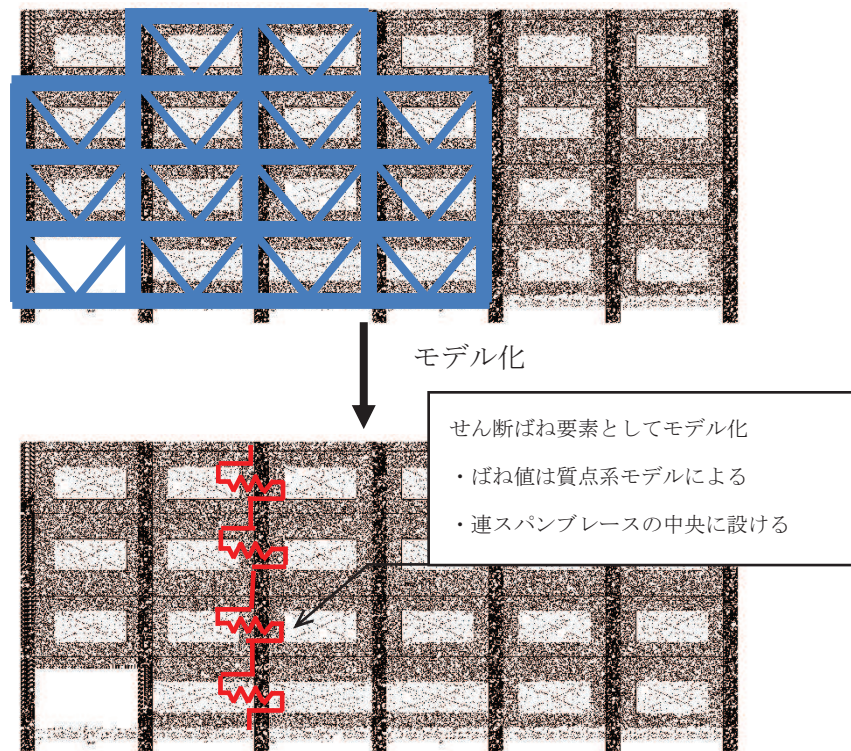 モデル化
せん断ばね要素としてモデル化
・ばね値は質点系モデルによる
・連スパンブレースの中央に設ける